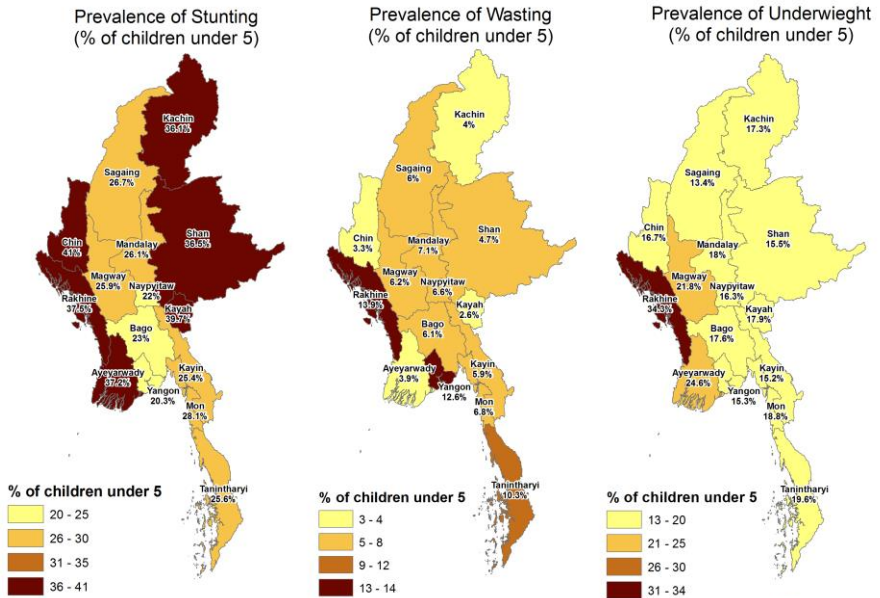 Prevalence of Stunting
(% of children under 5)
Kachin
36.1%
Sagaing
26.7%
Shan
36.5%
Chin
41%
Mandalay
26.1%
Magway
25.9%
Naypyitaw
22%
Rakhine
37.5%
Kayah
39.7%
Bago
23%
Ayeyarwady
37.2%
Kayin
25.4%
Yangon
20.3%
Mon
28.1%
Tanintharyi
25.6%
% of children under 5
20 - 25
26 - 30
31 - 35
36 - 41
Prevalence of Wasting
(% of children under 5)
Kachin
4%
Sagaing
6%
Shan
4.7%
Chin
3.3%
Mandalay
7.1%
Magway
6.2%
Naypyitaw
6.6%
Rakhine
13.9%
Kayah
2.6%
Bago
6.1%
Ayeyarwady
3.9%
Kayin
5.9%
Yangon
12.6%
Mon
6.8%
Tanintharyi
10.3%
% of children under 5
3 - 4
5 - 8
9 - 12
13 - 14
Prevalence of Underwieght
(% of children under 5)
Kachin
17.3%
Sagaing
13.4%
Shan
15.5%
Chin
16.7%
Mandalay
18%
Magway
21.8%
Naypyitaw
16.3%
Rakhine
34.3%
Kayah
17.9%
Bago
17.6%
Ayeyarwady
24.6%
Kayin
15.2%
Yangon
15.3%
Mon
18.8%
Tanintharyi
19.6%
% of children under 5
13 - 20
21 - 25
26 - 30
31 - 34